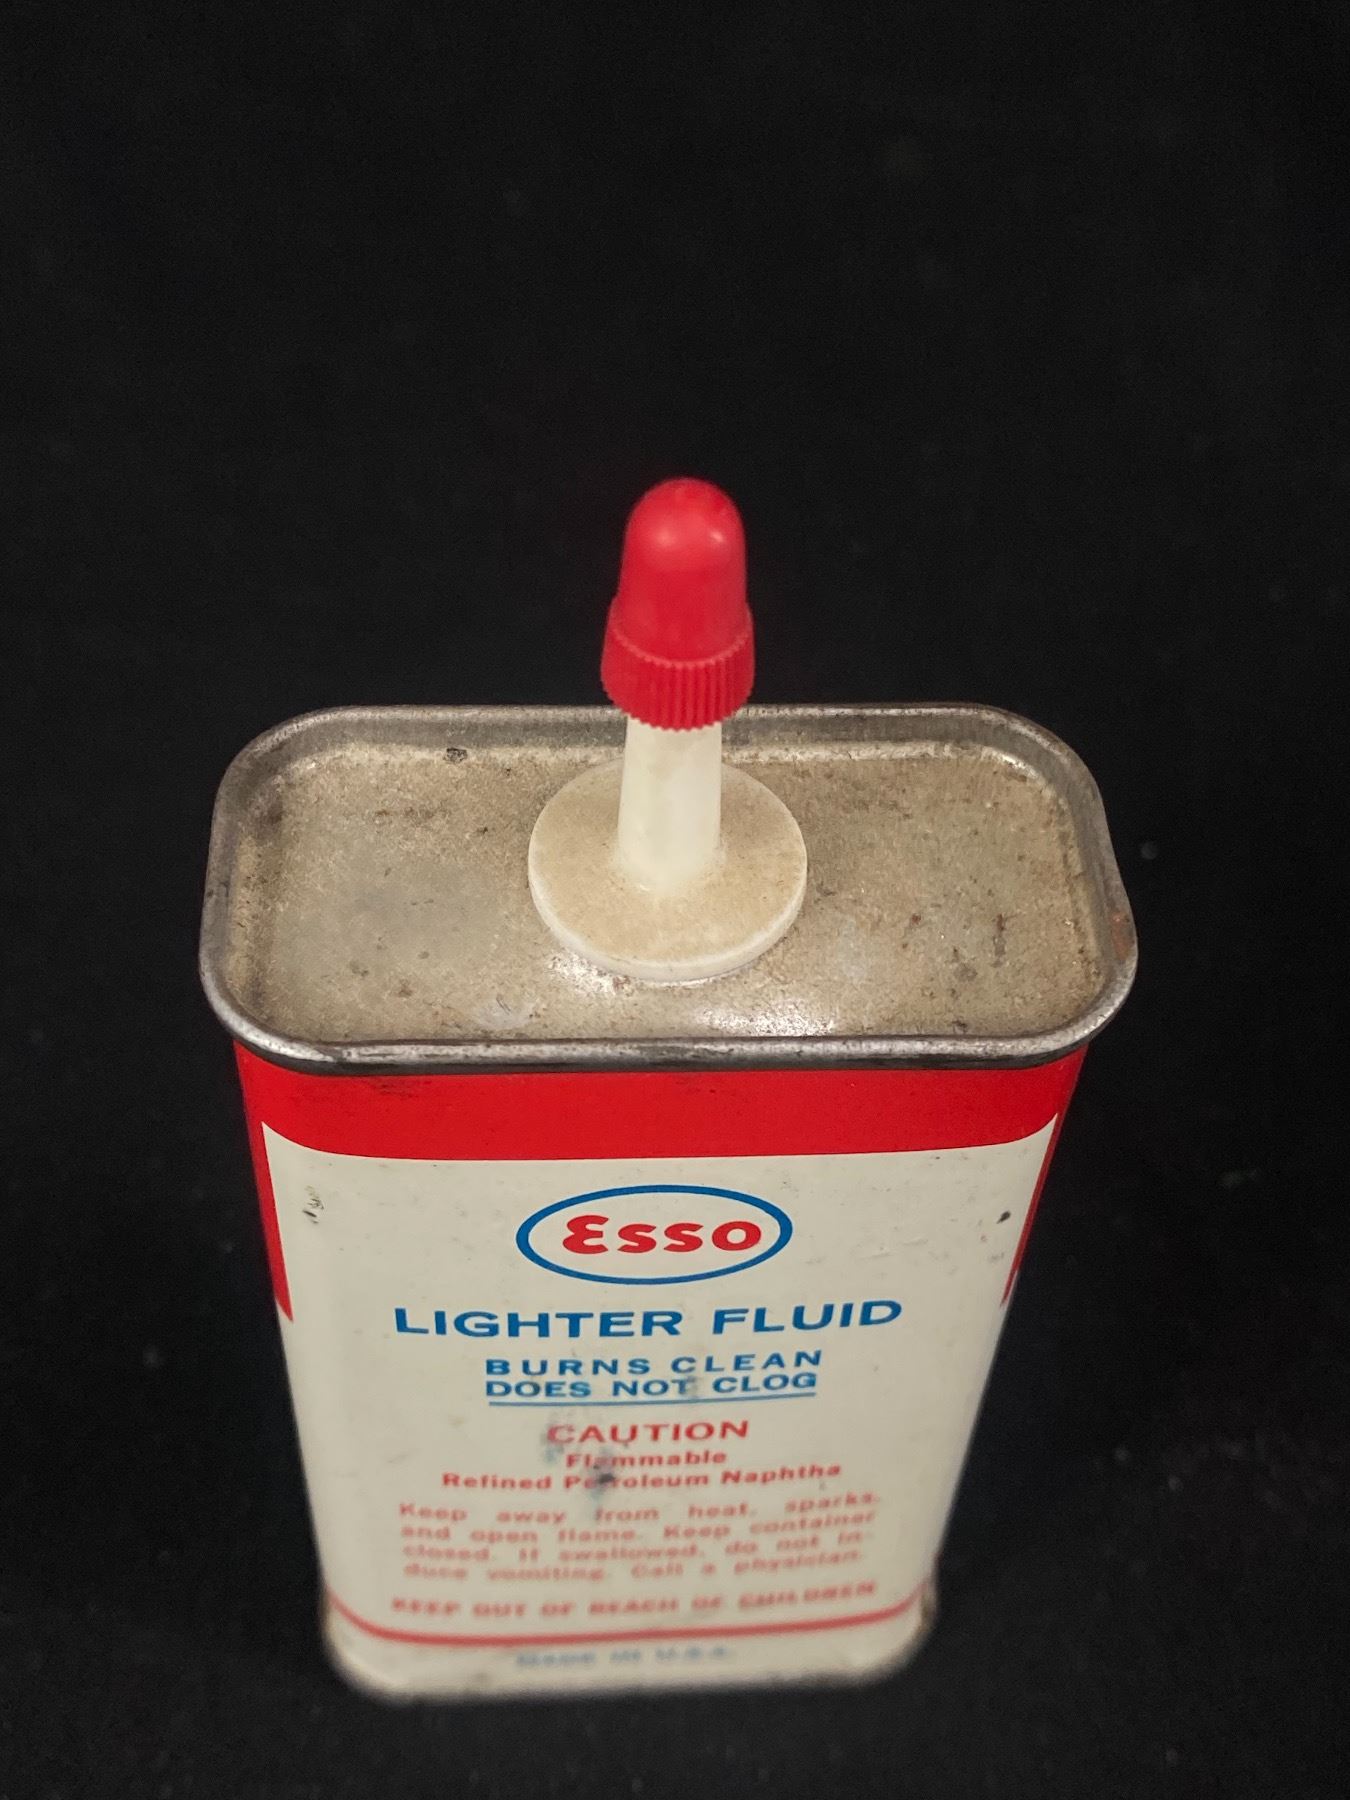 Esso
LIGHTER FLUID
BURNS CLEAN
DOES NOT CLOG
CAUTION
Flammable
Refined Petroleum Naphtha
Keep away from heat, sparks,
and open flame. Keep container
closed. If swallowed, do not in-
duce vomiting. Call a physician.
KEEP OUT OF REACH OF CHILDREN
MADE IN U.S.A.